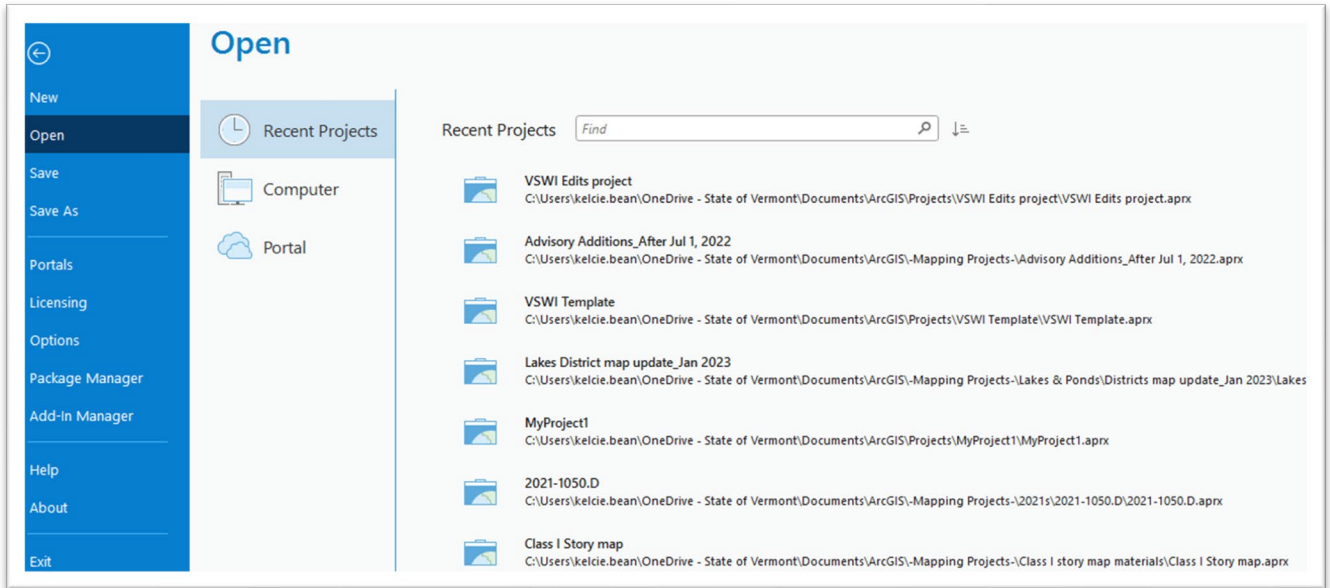 Open
New
Open
Save
Save As
Portals
Licensing
Options
Package Manager
Add-In Manager
Help
About
Exit
Recent Projects
Computer
Portal
Recent Projects
Find
VSWI Edits project
C:\Users\kelcie.bean\OneDrive - State of Vermont\Documents\ArcGIS\Projects\VSWI Edits project\VSWI Edits project.aprx
Advisory Additions_After Jul 1, 2022
C:\Users\kelcie.bean\OneDrive - State of Vermont\Documents\ArcGIS\-Mapping Projects-\Advisory Additions_After Jul 1, 2022.aprx
VSWI Template
C:\Users\kelcie.bean\OneDrive - State of Vermont\Documents\ArcGIS\Projects\VSWI Template\VSWI Template.aprx
Lakes District map update_Jan 2023
C:\Users\kelcie.bean\OneDrive - State of Vermont\Documents\ArcGIS\-Mapping Projects-\Lakes & Ponds\Districts map update_Jan 2023\Lakes
MyProject1
C:\Users\kelcie.bean\OneDrive - State of Vermont\Documents\ArcGIS\Projects\MyProject1\MyProject1.aprx
2021-1050.D
C:\Users\kelcie.bean\OneDrive - State of Vermont\Documents\ArcGIS\-Mapping Projects-\2021s\2021-1050.D\2021-1050.D.aprx
Class I Story map
C:\Users\kelcie.bean\OneDrive - State of Vermont\Documents\ArcGIS\-Mapping Projects-\Class I story map materials\Class I Story map.aprx